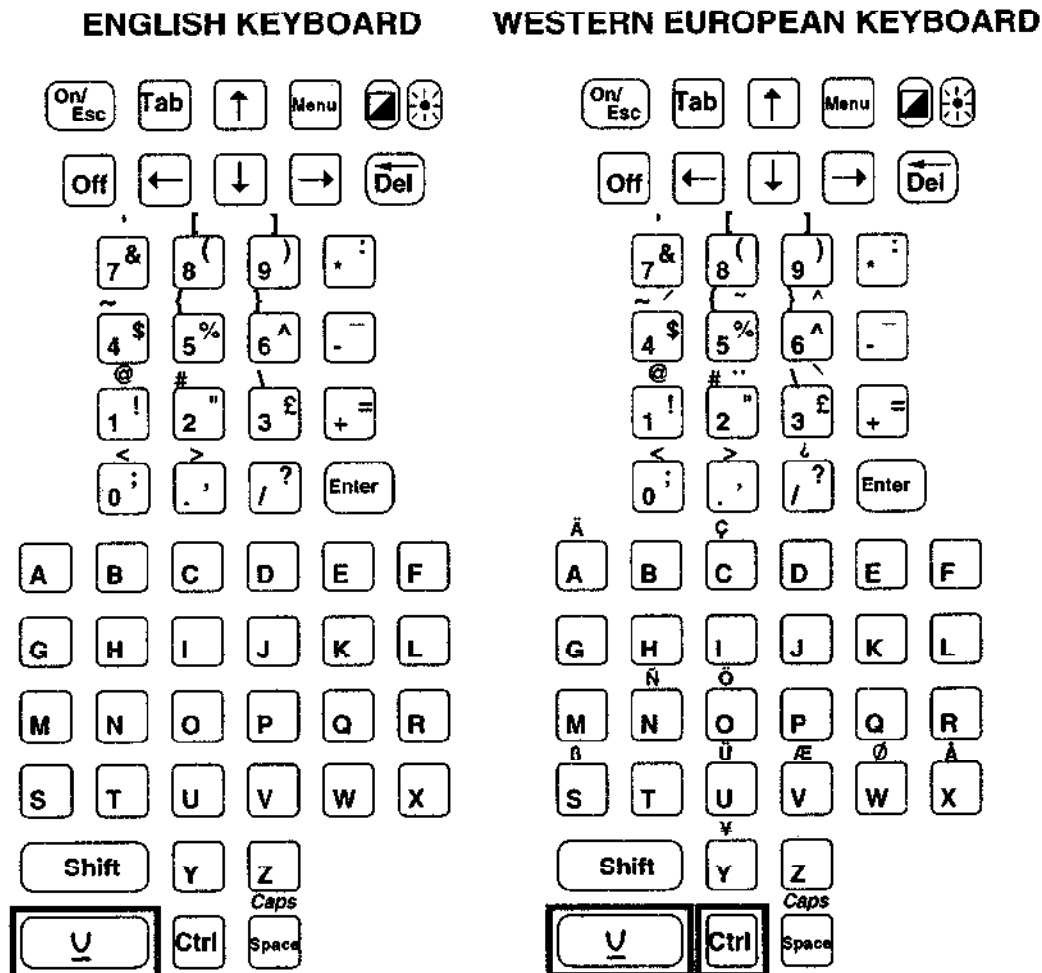 ENGLISH KEYBOARD
On/ Esc Tab ↑ Menu
Off ← ↓ → Del
' [ ]
7 & 8 ( 9 ) * :
~ { }
4 $ 5 % 6 ^ - _
@ # \
1 ! 2 " 3 £ + =
< >
0 ; . , / ? Enter
A B C D E F
G H I J K L
M N O P Q R
S T U V W X
Shift Y Z
Caps
Ctrl Space
WESTERN EUROPEAN KEYBOARD
On/ Esc Tab ↑ Menu
Off ← ↓ → Del
' [ ]
7 & 8 ( 9 ) * :
~ ´ { ~ } ^
4 $ 5 % 6 ^ - _
@ # ¨ \ `
1 ! 2 " 3 £ + =
< > ¿
0 ; . , / ? Enter
Ä Ç
A B C D E F
G H I J K L
Ñ Ö
M N O P Q R
ß Ü Æ Ø Å
S T U V W X
¥
Shift Y Z
Caps
Ctrl Space